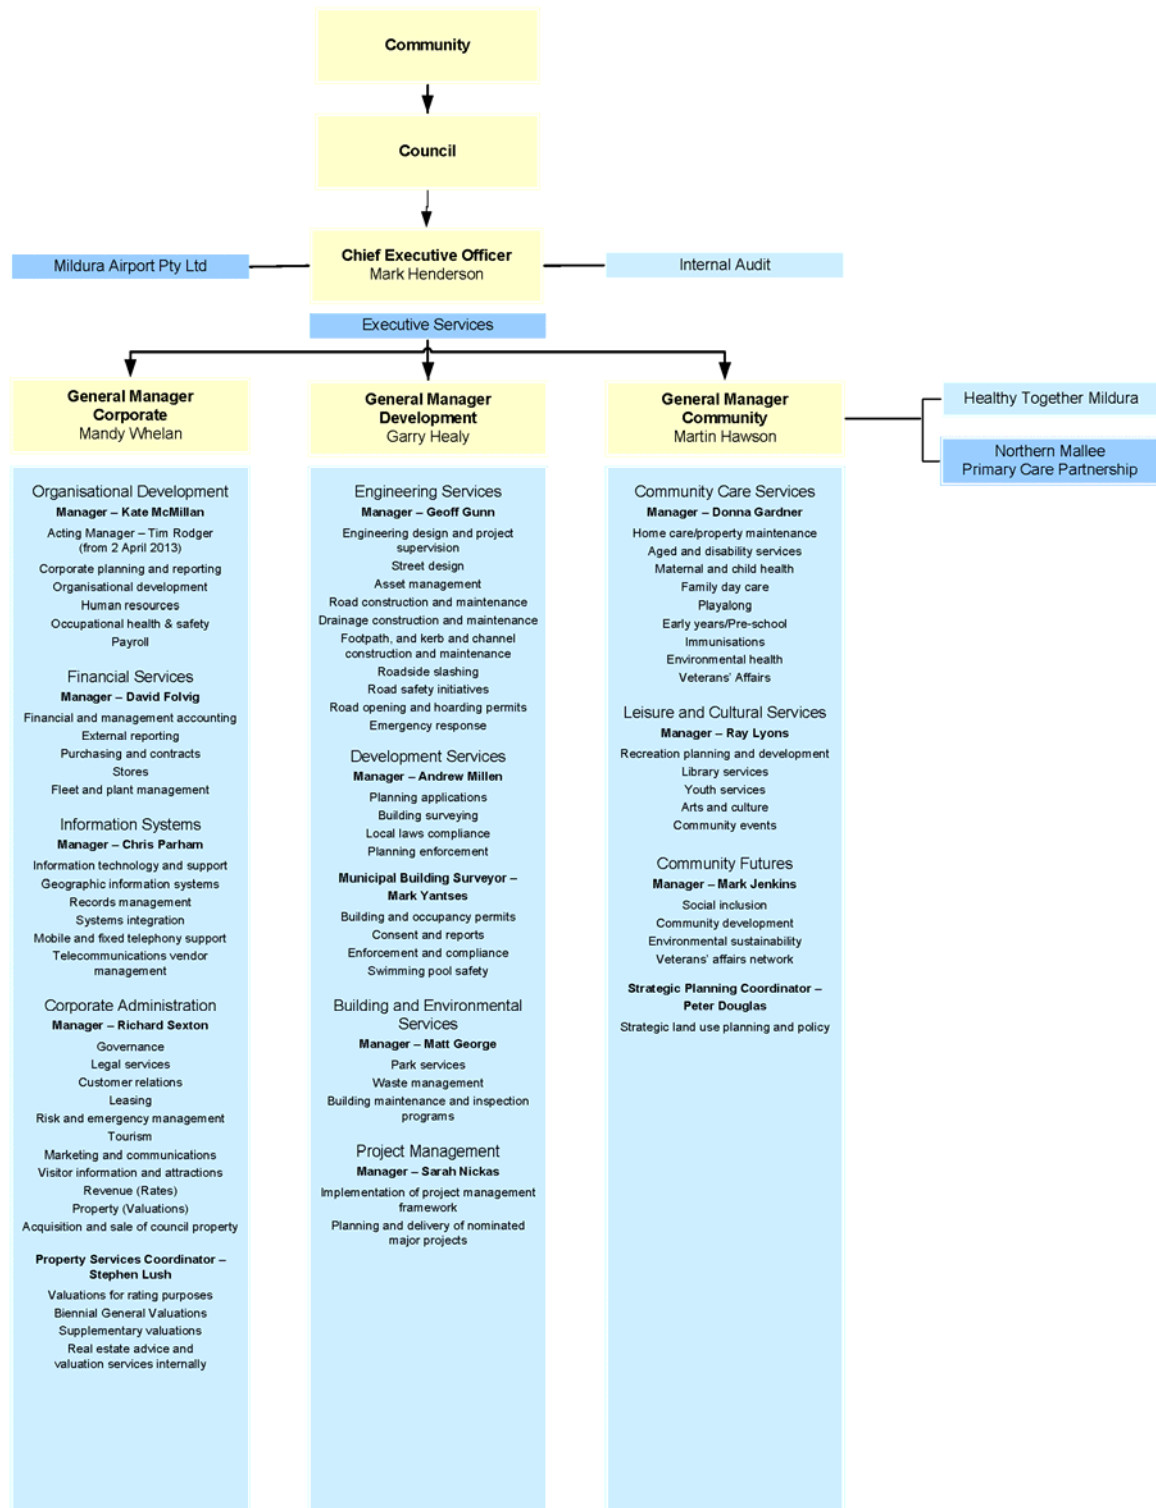 Community
Council
Chief Executive Officer
Mark Henderson
Mildura Airport Pty Ltd
Internal Audit
Executive Services
General Manager
Corporate
Mandy Whelan
General Manager
Development
Garry Healy
General Manager
Community
Martin Hawson
Healthy Together Mildura
Northern Mallee
Primary Care Partnership
Organisational Development
Manager – Kate McMillan
Acting Manager – Tim Rodger
(from 2 April 2013)
Corporate planning and reporting
Organisational development
Human resources
Occupational health & safety
Payroll
Financial Services
Manager – David Folvig
Financial and management accounting
External reporting
Purchasing and contracts
Stores
Fleet and plant management
Information Systems
Manager – Chris Parham
Information technology and support
Geographic information systems
Records management
Systems integration
Mobile and fixed telephony support
Telecommunications vendor
management
Corporate Administration
Manager – Richard Sexton
Governance
Legal services
Customer relations
Leasing
Risk and emergency management
Tourism
Marketing and communications
Visitor information and attractions
Revenue (Rates)
Property (Valuations)
Acquisition and sale of council property
Property Services Coordinator –
Stephen Lush
Valuations for rating purposes
Biennial General Valuations
Supplementary valuations
Real estate advice and
valuation services internally
Engineering Services
Manager – Geoff Gunn
Engineering design and project
supervision
Street design
Asset management
Road construction and maintenance
Drainage construction and maintenance
Footpath, and kerb and channel
construction and maintenance
Roadside slashing
Road safety initiatives
Road opening and hoarding permits
Emergency response
Development Services
Manager – Andrew Millen
Planning applications
Building surveying
Local laws compliance
Planning enforcement
Municipal Building Surveyor –
Mark Yantses
Building and occupancy permits
Consent and reports
Enforcement and compliance
Swimming pool safety
Building and Environmental
Services
Manager – Matt George
Park services
Waste management
Building maintenance and inspection
programs
Project Management
Manager – Sarah Nickas
Implementation of project management
framework
Planning and delivery of nominated
major projects
Community Care Services
Manager – Donna Gardner
Home care/property maintenance
Aged and disability services
Maternal and child health
Family day care
Playalong
Early years/Pre-school
Immunisations
Environmental health
Veterans' Affairs
Leisure and Cultural Services
Manager – Ray Lyons
Recreation planning and development
Library services
Youth services
Arts and culture
Community events
Community Futures
Manager – Mark Jenkins
Social inclusion
Community development
Environmental sustainability
Veterans' affairs network
Strategic Planning Coordinator –
Peter Douglas
Strategic land use planning and policy